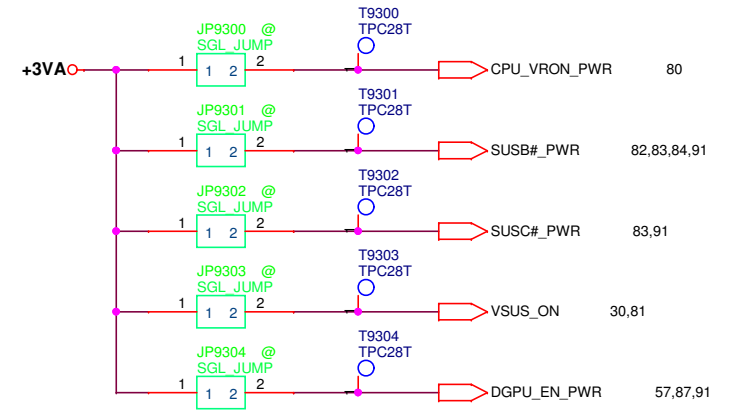 T9300
JP9300 @ TPC28T
SGL_JUMP
+3VA 1 1 2 2 CPU_VRON_PWR 80
T9301
JP9301 @ TPC28T
SGL_JUMP
1 1 2 2 SUSB#_PWR 82,83,84,91
T9302
JP9302 @ TPC28T
SGL_JUMP
1 1 2 2 SUSC#_PWR 83,91
T9303
JP9303 @ TPC28T
SGL_JUMP
1 1 2 2 VSUS_ON 30,81
T9304
JP9304 @ TPC28T
SGL_JUMP
1 1 2 2 DGPU_EN_PWR 57,87,91